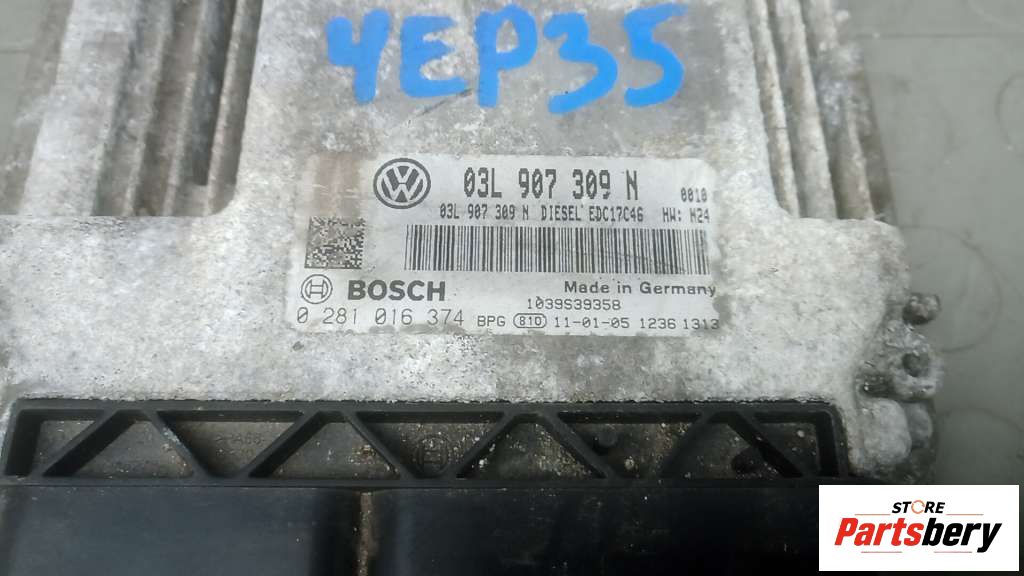 4EP35
03L 907 309 N 0010
03L 907 309 N DIESEL EDC17C46 HW: H24
BOSCH Made in Germany
1039S39358
0 281 016 374 BPG 810 11-01-05 1236 1313
STORE
Partsbery